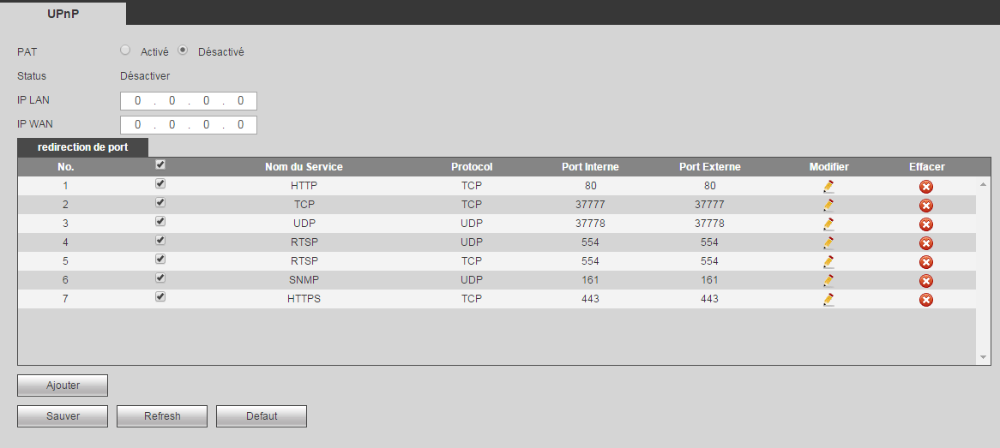 UPnP
PAT Activé Désactivé
Status Désactiver
IP LAN 0 . 0 . 0 . 0
IP WAN 0 . 0 . 0 . 0
redirection de port
No. Nom du Service Protocol Port Interne Port Externe Modifier Effacer
1 HTTP TCP 80 80
2 TCP TCP 37777 37777
3 UDP UDP 37778 37778
4 RTSP UDP 554 554
5 RTSP TCP 554 554
6 SNMP UDP 161 161
7 HTTPS TCP 443 443
Ajouter
Sauver Refresh Defaut